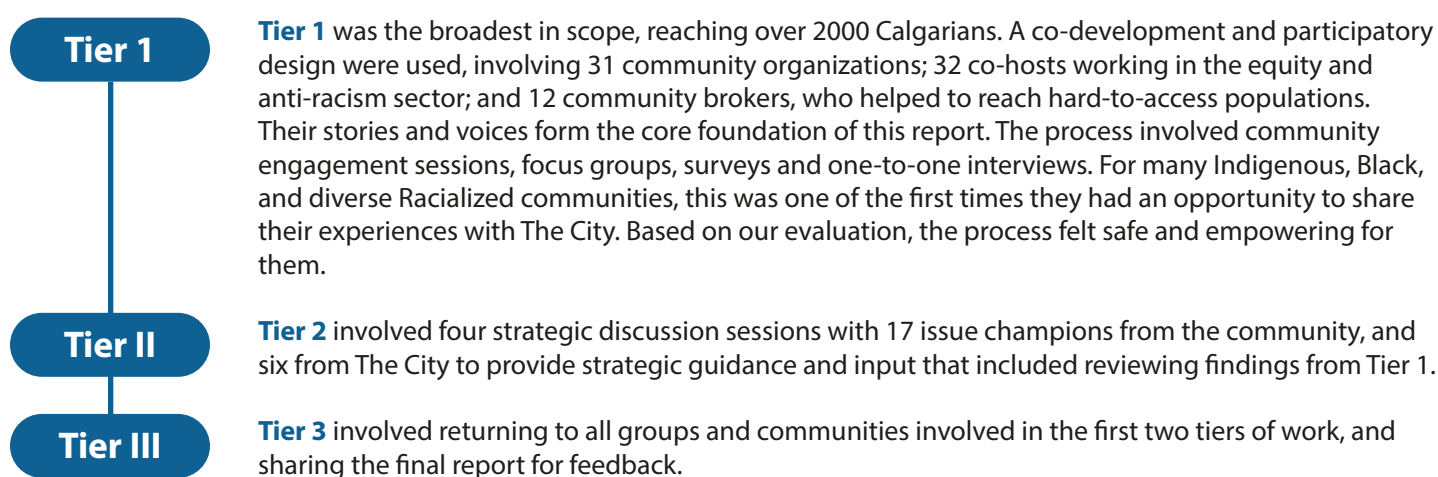 Tier 1
Tier 1 was the broadest in scope, reaching over 2000 Calgarians. A co-development and participatory
design were used, involving 31 community organizations; 32 co-hosts working in the equity and
anti-racism sector; and 12 community brokers, who helped to reach hard-to-access populations.
Their stories and voices form the core foundation of this report. The process involved community
engagement sessions, focus groups, surveys and one-to-one interviews. For many Indigenous, Black,
and diverse Racialized communities, this was one of the first times they had an opportunity to share
their experiences with The City. Based on our evaluation, the process felt safe and empowering for
them.
Tier II
Tier 2 involved four strategic discussion sessions with 17 issue champions from the community, and
six from The City to provide strategic guidance and input that included reviewing findings from Tier 1.
Tier III
Tier 3 involved returning to all groups and communities involved in the first two tiers of work, and
sharing the final report for feedback.